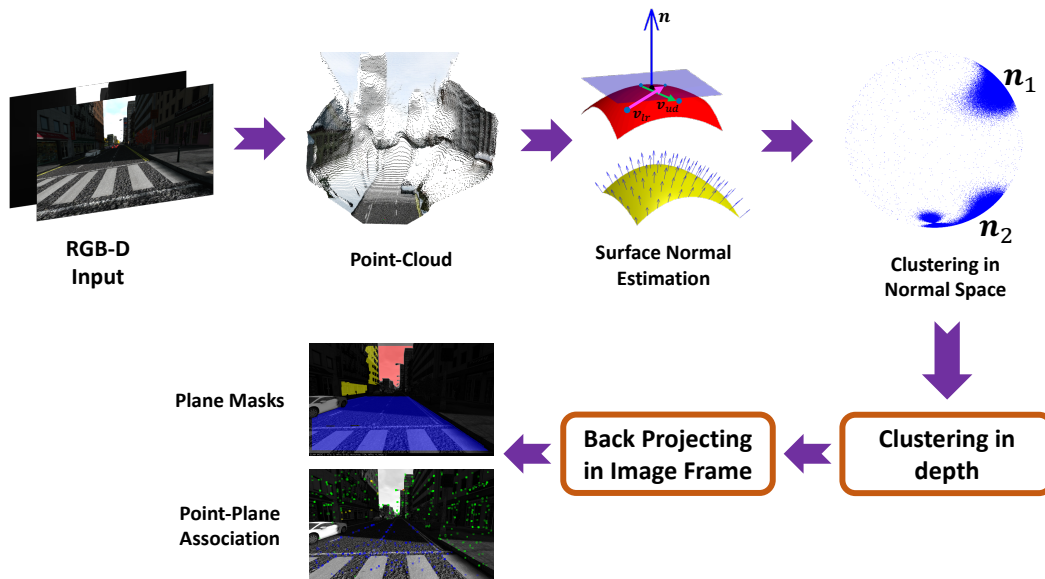 RGB-D
Input
Point-Cloud
n
v_lr
v_ud
Surface Normal
Estimation
n₁
n₂
Clustering in
Normal Space
Clustering in
depth
Back Projecting
in Image Frame
Plane Masks
Point-Plane
Association